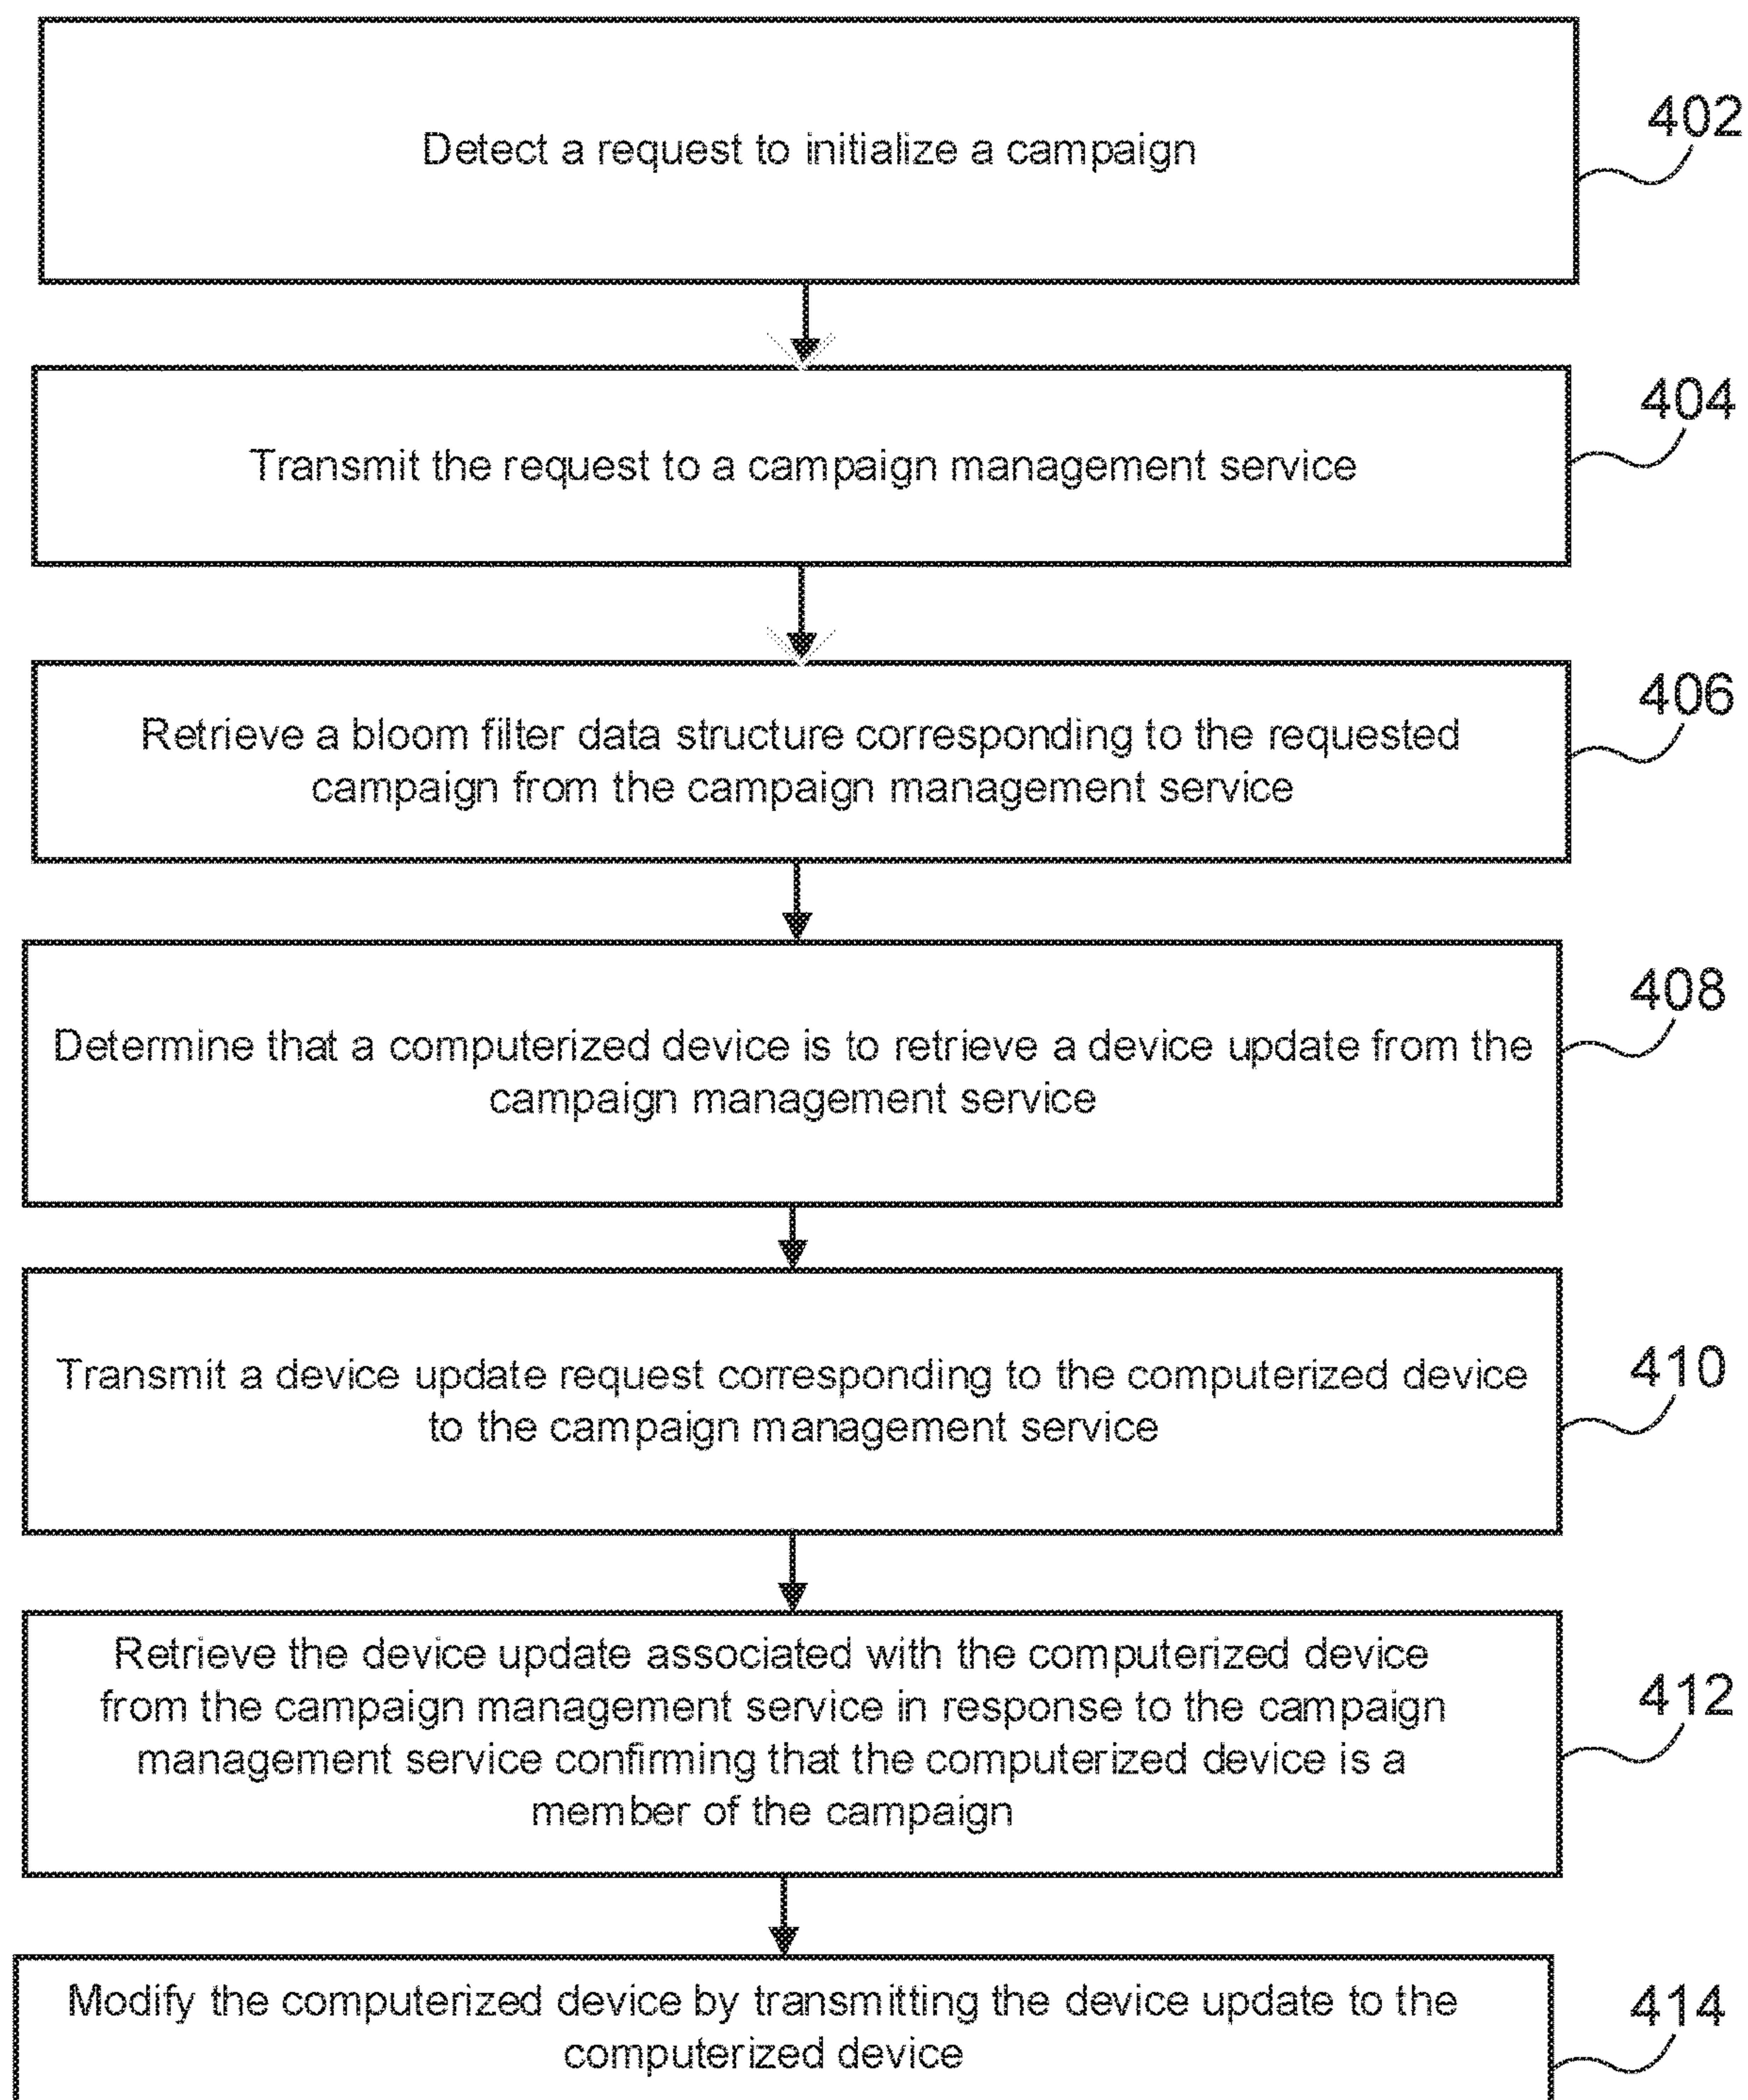 Detect a request to initialize a campaign
402
Transmit the request to a campaign management service
404
Retrieve a bloom filter data structure corresponding to the requested
campaign from the campaign management service
406
Determine that a computerized device is to retrieve a device update from the
campaign management service
408
Transmit a device update request corresponding to the computerized device
to the campaign management service
410
Retrieve the device update associated with the computerized device
from the campaign management service in response to the campaign
management service confirming that the computerized device is a
member of the campaign
412
Modify the computerized device by transmitting the device update to the
computerized device
414